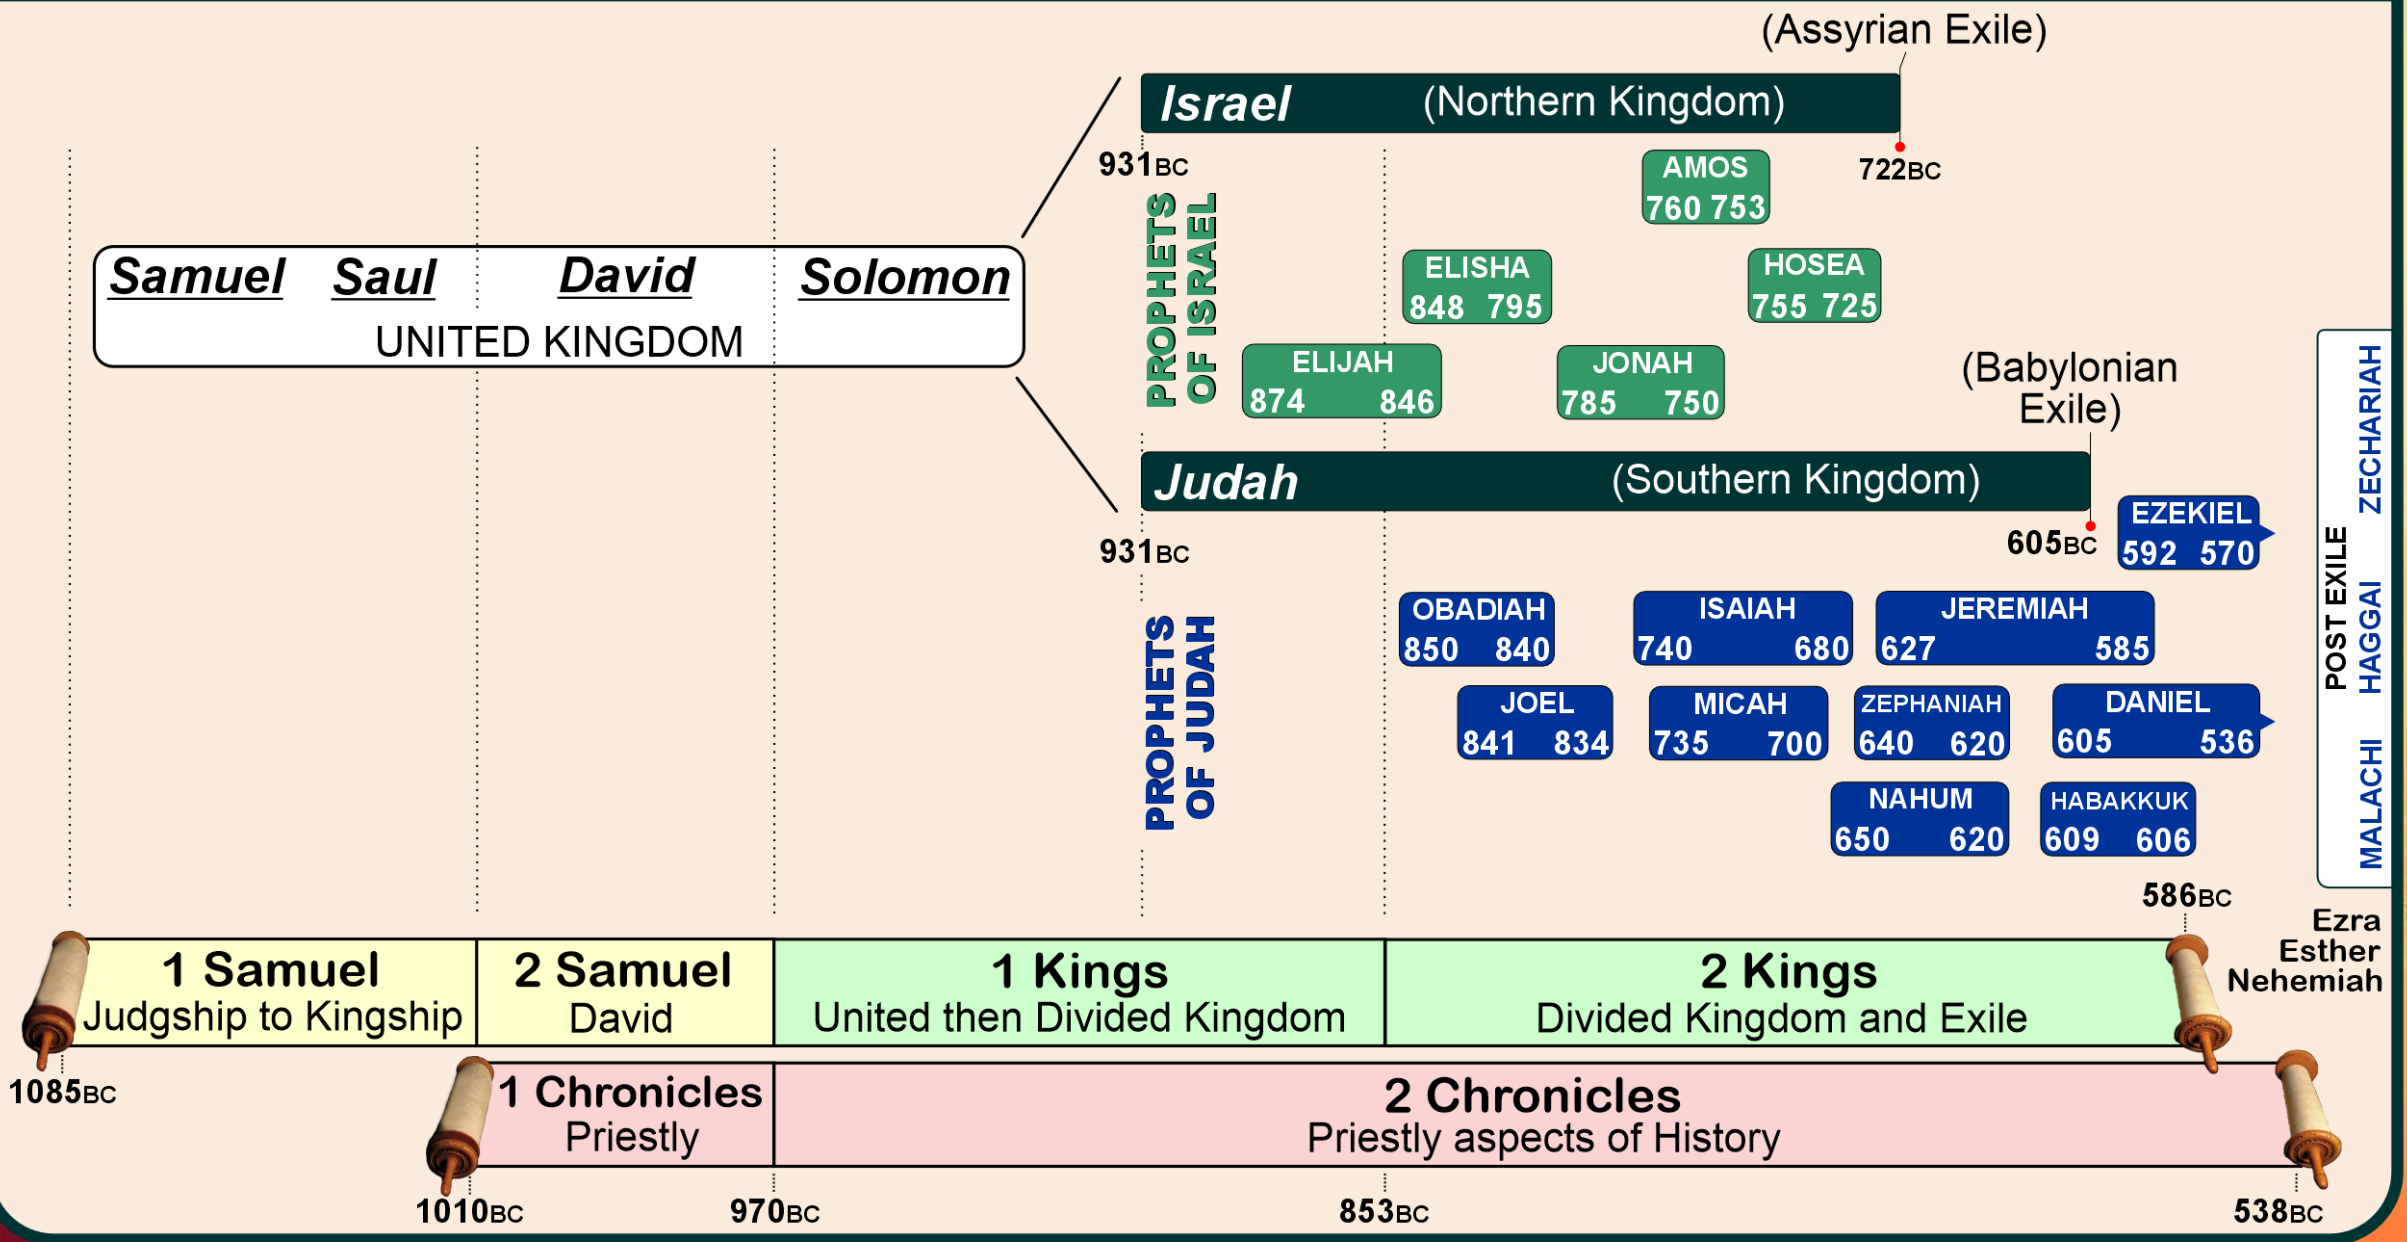 (Assyrian Exile)
Israel (Northern Kingdom)
931BC
722BC
PROPHETS
OF ISRAEL
AMOS
760 753
ELISHA
848 795
HOSEA
755 725
ELIJAH
874 846
JONAH
785 750
Samuel Saul David Solomon
UNITED KINGDOM
(Babylonian
Exile)
Judah (Southern Kingdom)
931BC
605BC
PROPHETS
OF JUDAH
EZEKIEL
592 570
OBADIAH
850 840
ISAIAH
740 680
JEREMIAH
627 585
JOEL
841 834
MICAH
735 700
ZEPHANIAH
640 620
DANIEL
605 536
NAHUM
650 620
HABAKKUK
609 606
POST EXILE
MALACHI HAGGAI ZECHARIAH
586BC
Ezra
Esther
Nehemiah
1 Samuel
Judgship to Kingship
2 Samuel
David
1 Kings
United then Divided Kingdom
2 Kings
Divided Kingdom and Exile
1085BC
1 Chronicles
Priestly
2 Chronicles
Priestly aspects of History
1010BC
970BC
853BC
538BC